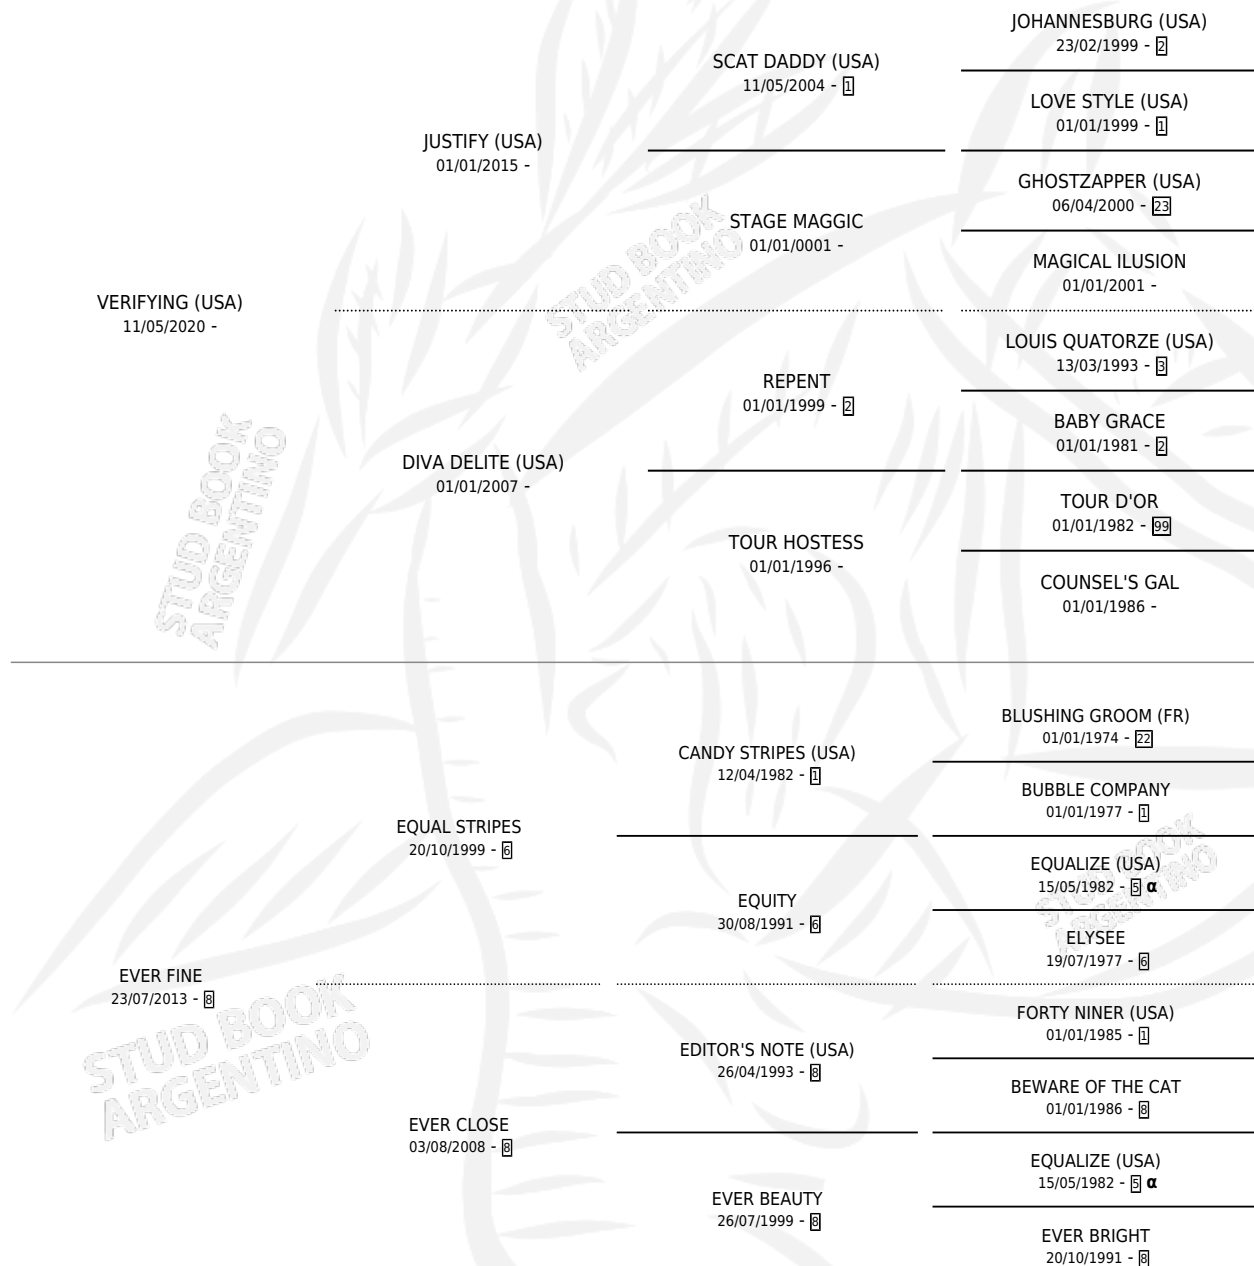 JOHANNESBURG (USA)
23/02/1999 - 2
SCAT DADDY (USA)
11/05/2004 - 1
LOVE STYLE (USA)
01/01/1999 - 1
JUSTIFY (USA)
01/01/2015 -
GHOSTZAPPER (USA)
06/04/2000 - 23
STAGE MAGGIC
01/01/0001 -
MAGICAL ILUSION
01/01/2001 -
VERIFYING (USA)
11/05/2020 -
LOUIS QUATORZE (USA)
13/03/1993 - 3
REPENT
01/01/1999 - 2
BABY GRACE
01/01/1981 - 2
DIVA DELITE (USA)
01/01/2007 -
TOUR D'OR
01/01/1982 - 99
TOUR HOSTESS
01/01/1996 -
COUNSEL'S GAL
01/01/1986 -
STUD BOOK
ARGENTINO
STUD BOOK
ARGENTINO
BLUSHING GROOM (FR)
01/01/1974 - 22
CANDY STRIPES (USA)
12/04/1982 - 1
BUBBLE COMPANY
01/01/1977 - 1
EQUAL STRIPES
20/10/1999 - 6
EQUALIZE (USA)
15/05/1982 - 5 α
EQUITY
30/08/1991 - 6
ELYSEE
19/07/1977 - 6
EVER FINE
23/07/2013 - 8
FORTY NINER (USA)
01/01/1985 - 1
EDITOR'S NOTE (USA)
26/04/1993 - 8
BEWARE OF THE CAT
01/01/1986 - 8
EVER CLOSE
03/08/2008 - 8
EQUALIZE (USA)
15/05/1982 - 5 α
EVER BEAUTY
26/07/1999 - 8
EVER BRIGHT
20/10/1991 - 8
STUD BOOK
ARGENTINO
STUD BOOK
ARGENTINO